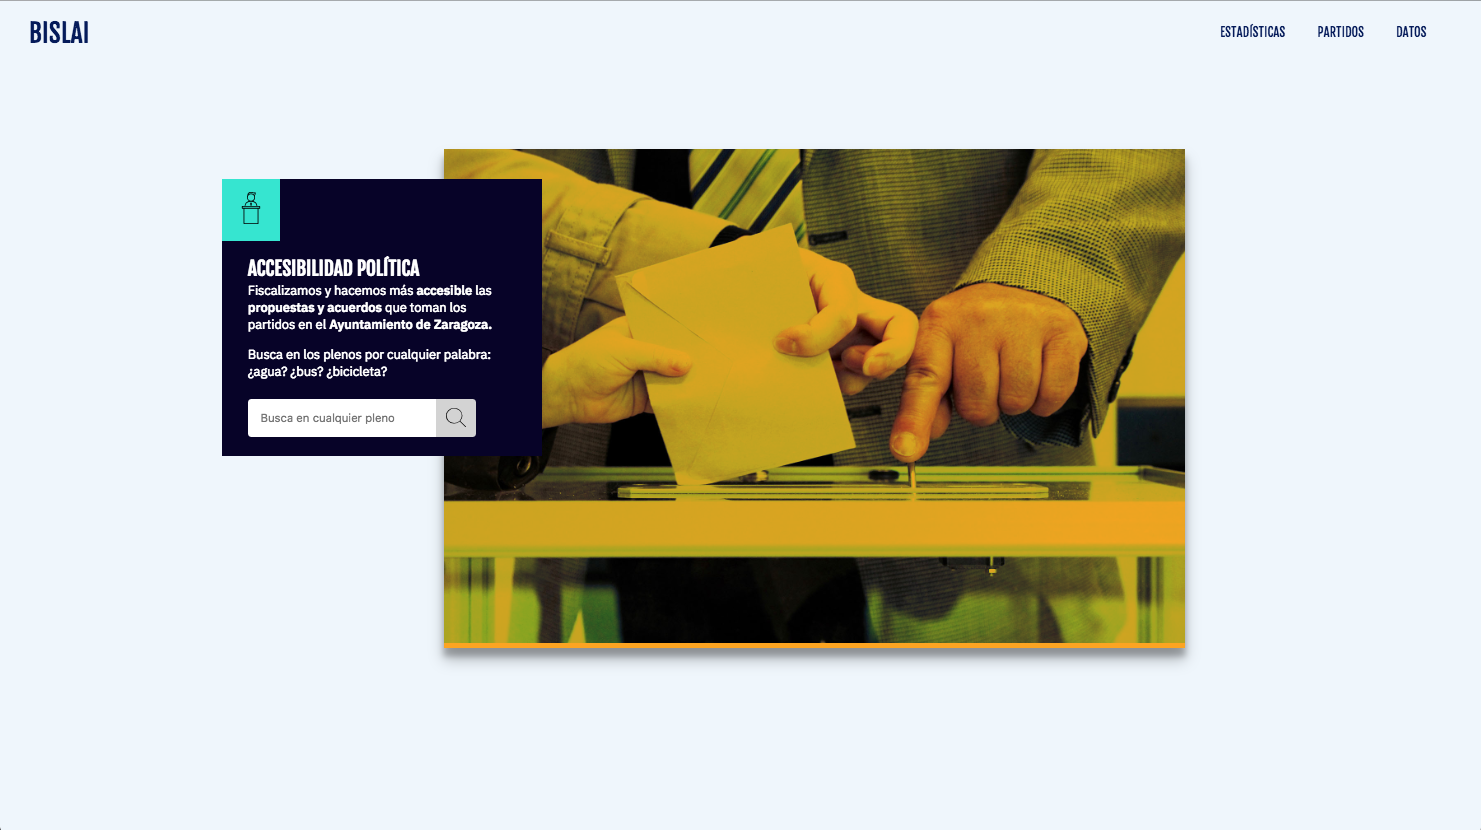 BISLAI
ESTADÍSTICAS PARTIDOS DATOS
ACCESIBILIDAD POLÍTICA
Fiscalizamos y hacemos más accesible las
propuestas y acuerdos que toman los
partidos en el Ayuntamiento de Zaragoza.
Busca en los plenos por cualquier palabra:
¿agua? ¿bus? ¿bicicleta?
Busca en cualquier pleno